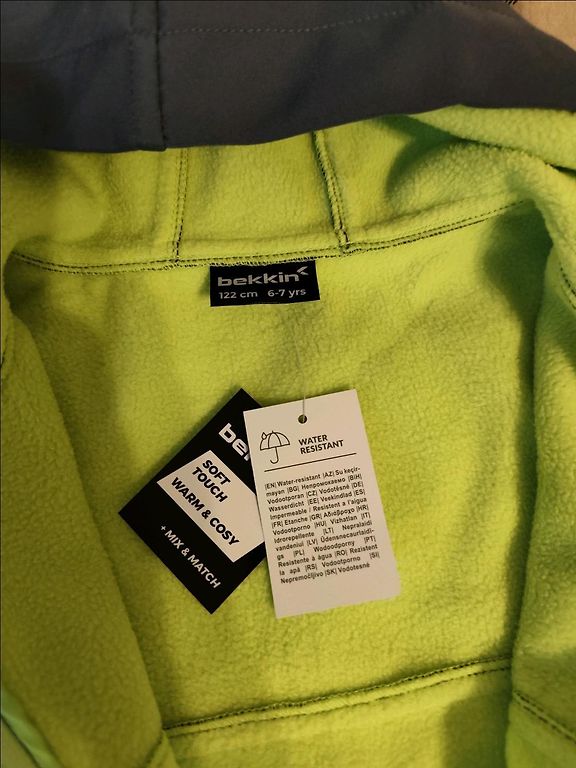 bekkin
122 cm 6-7 yrs
SOFT
TOUCH
WARM & COSY
+ MIX & MATCH
WATER
RESISTANT
|EN| Water-resistant |AZ| Su keçir-
mayan |BG| Непромокаемо |BIH|
Vodootporan |CZ| Vodotěsné |DE|
Wasserdicht |EE| Veekindlad |ES|
Impermeable | Resistent a l'aigua
|FR| Etanche |GR| Αδιάβροχο |HR|
Vodootporno |HU| Vizhatlan |IT|
Idrorepellente |LT| Nepralaidi
vandeniui |LV| Ūdensnecaurlaidī-
gs |PL| Wodoodporny |PT|
Resistente à água |RO| Rezistent
la apă |RS| Vodootporno |SI|
Nepremočljivo |SK| Vodotesné